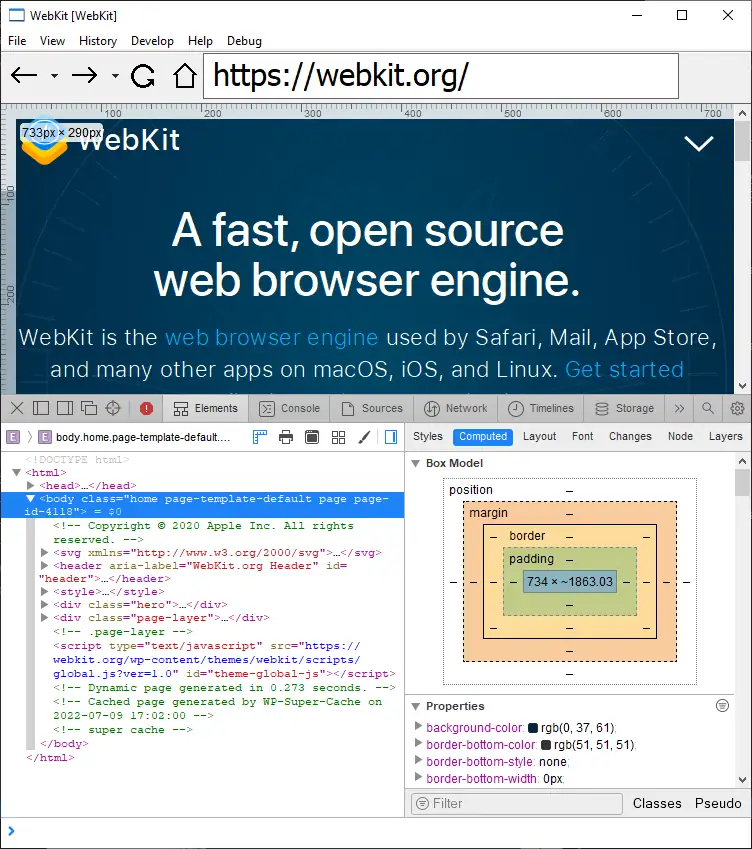 WebKit [WebKit]
File View History Develop Help Debug
https://webkit.org/
100 200 300 400 500 600 700
733px × 290px
WebKit
100
200
A fast, open source
web browser engine.
WebKit is the web browser engine used by Safari, Mail, App Store,
and many other apps on macOS, iOS, and Linux. Get started
Elements Console Sources Network Timelines Storage
E E body.home.page-template-default.…
Styles Computed Layout Font Changes Node Layers
<!DOCTYPE html>
<html>
<head>…</head>
<body class="home page-template-default page page-
id-4118"> = $0
<!-- Copyright © 2020 Apple Inc. All rights
reserved. -->
<svg xmlns="http://www.w3.org/2000/svg">…</svg>
<header aria-label="WebKit.org Header" id=
"header">…</header>
<style>…</style>
<div class="hero">…</div>
<div class="page-layer">…</div>
<!-- .page-layer -->
<script type="text/javascript" src="https://
webkit.org/wp-content/themes/webkit/scripts/
global.js?ver=1.0" id="theme-global-js"></script>
<!-- Dynamic page generated in 0.273 seconds. -->
<!-- Cached page generated by WP-Super-Cache on
2022-07-09 17:02:00 -->
<!-- super cache -->
</body>
</html>
Box Model
position –
margin –
– border –
padding –
– – – 734 × ~1863.03 – – –
–
– – –
–
–
Properties
background-color: rgb(0, 37, 61);
border-bottom-color: rgb(51, 51, 51);
border-bottom-style: none;
border-bottom-width: 0px;
Filter
Classes Pseudo